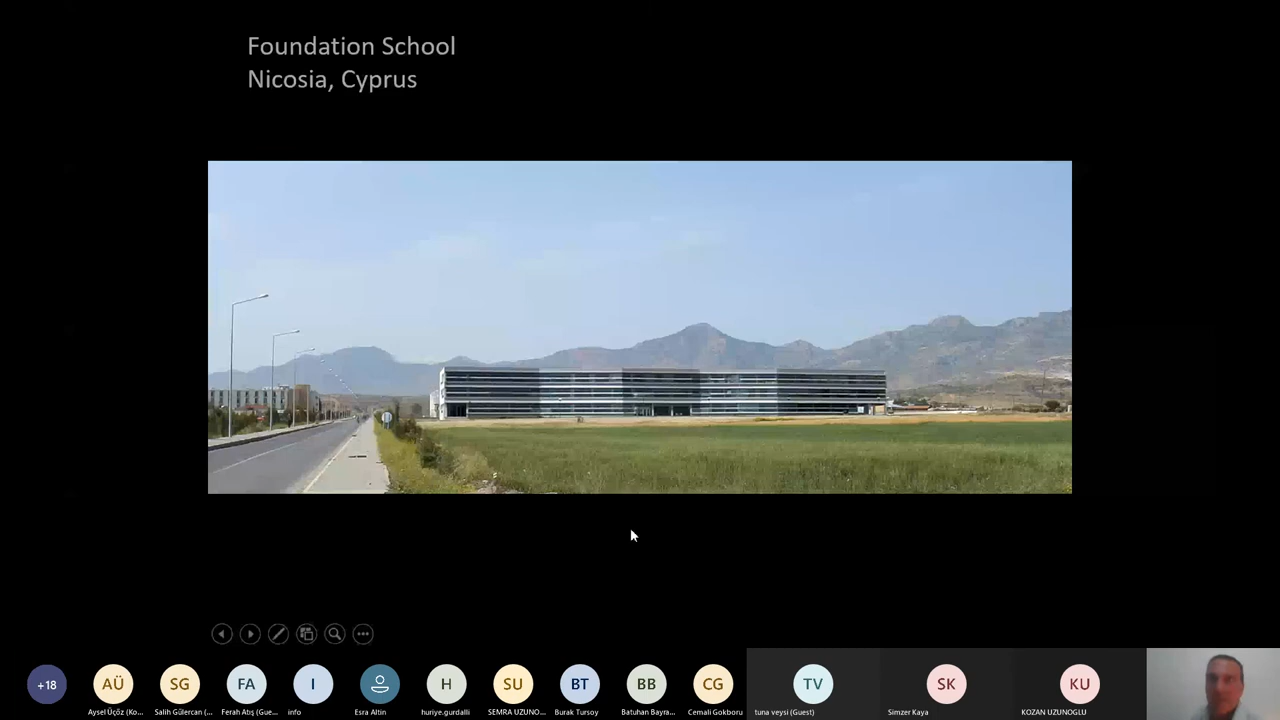 Foundation School
Nicosia, Cyprus
+18
AÜ
SG
FA
I
H
SU
BT
BB
CG
TV
SK
KU
Aysel Üçöz (Ko...
Salih Gülercan (...
Ferah Atış (Gue...
info
Esra Altin
huriye.gurdalli
SEMRA UZUNO...
Burak Tursoy
Batuhan Bayra...
Cemali Gokboru
tuna veysi (Guest)
Simzer Kaya
KOZAN UZUNOGLU